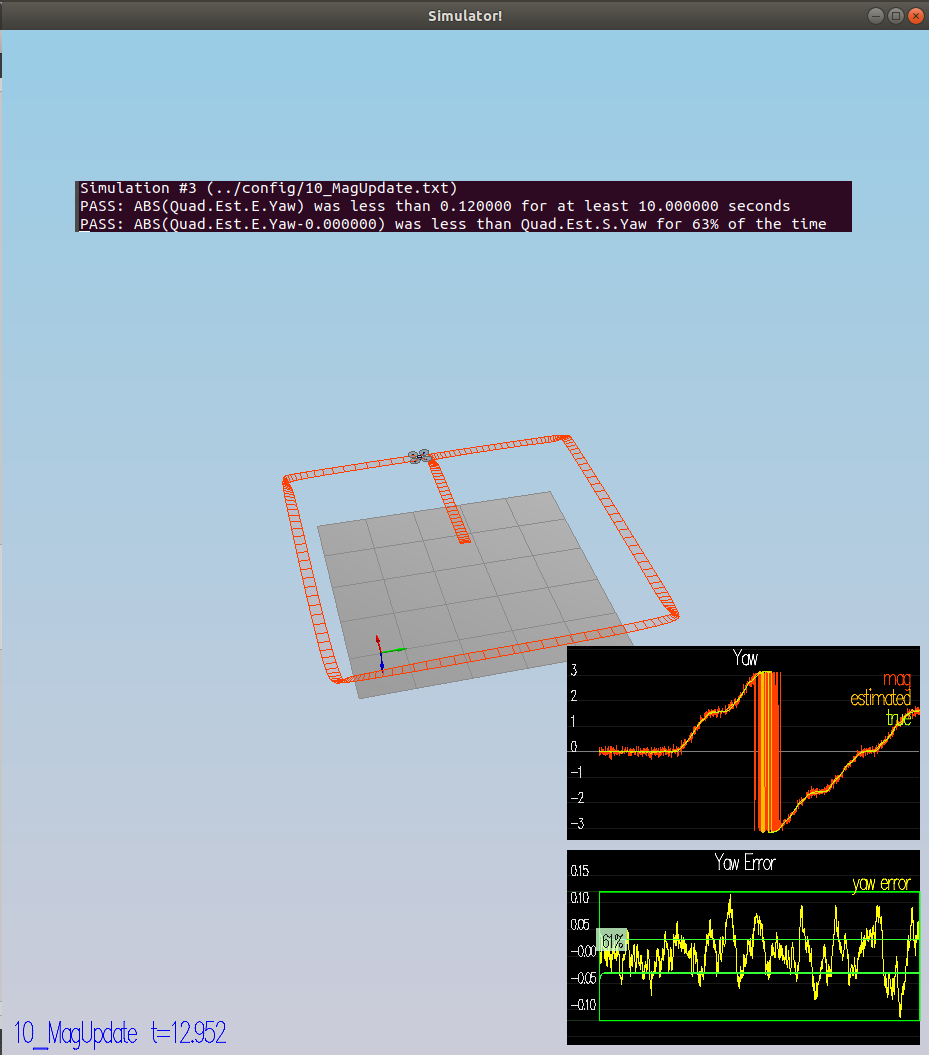 Simulator!
Simulation #3 (../config/10_MagUpdate.txt)
PASS: ABS(Quad.Est.E.Yaw) was less than 0.120000 for at least 10.000000 seconds
PASS: ABS(Quad.Est.E.Yaw-0.000000) was less than Quad.Est.S.Yaw for 63% of the time
Yaw
3
2
1
0
-1
-2
-3
mag
estimated
true
Yaw Error
yaw error
0.15
0.10
0.05
-0.00
-0.05
-0.10
61%
10_MagUpdate t=12.952